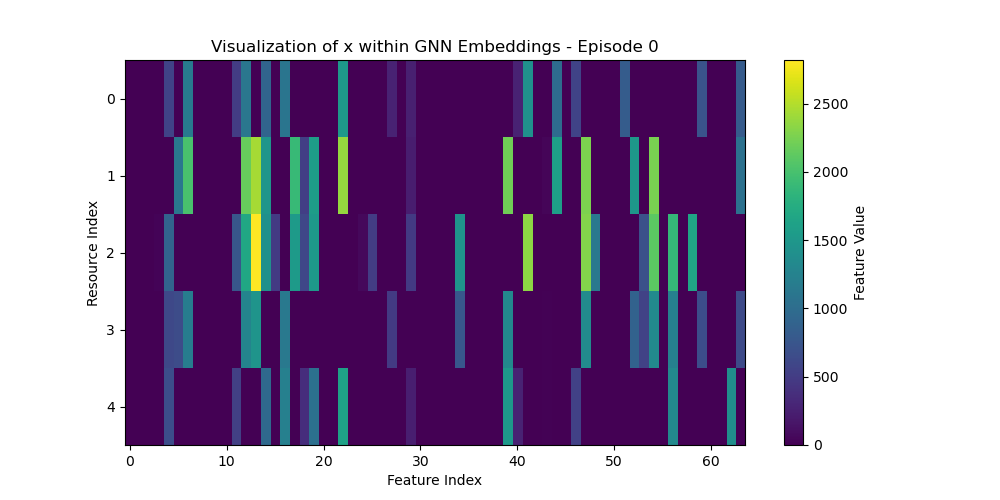 Visualization of x within GNN Embeddings - Episode 0
Resource Index
0
1
2
3
4
0 10 20 30 40 50 60
Feature Index
2500
2000
1500
1000
500
0
Feature Value